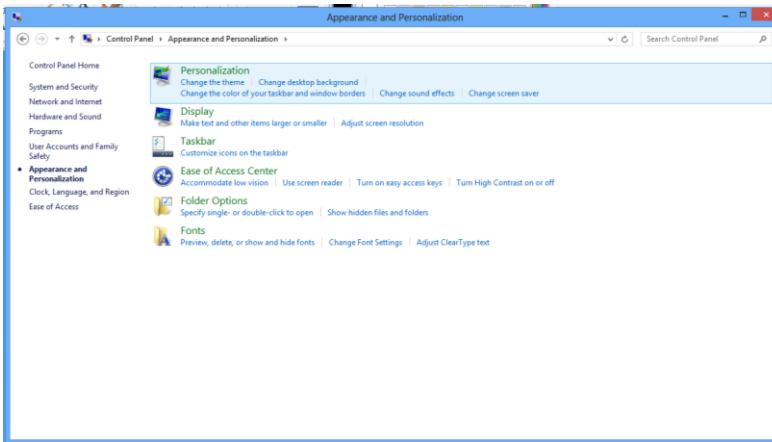 Appearance and Personalization
Control Panel Appearance and Personalization
Search Control Panel
Control Panel Home
System and Security
Network and Internet
Hardware and Sound
Programs
User Accounts and Family
Safety
Appearance and
Personalization
Clock, Language, and Region
Ease of Access
Personalization
Change the theme Change desktop background
Change the color of your taskbar and window borders Change sound effects Change screen saver
Display
Make text and other items larger or smaller Adjust screen resolution
Taskbar
Customize icons on the taskbar
Ease of Access Center
Accommodate low vision Use screen reader Turn on easy access keys Turn High Contrast on or off
Folder Options
Specify single- or double-click to open Show hidden files and folders
Fonts
Preview, delete, or show and hide fonts Change Font Settings Adjust ClearType text